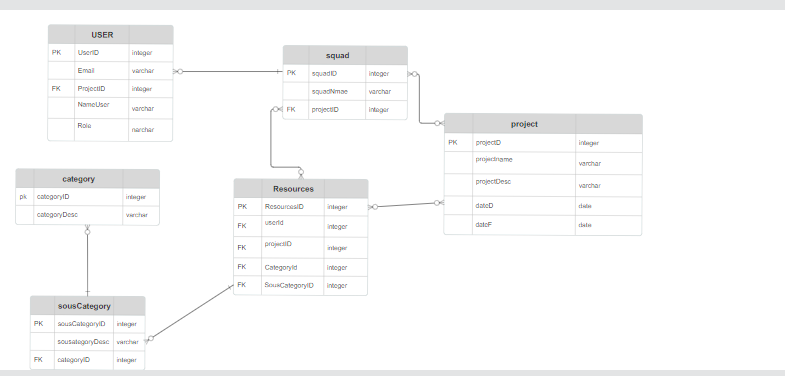 USER
PK UserID integer
Email varchar
FK ProjectID integer
NameUser varchar
Role narchar
squad
PK squadID integer
squadNmae varchar
FK projectID integer
project
PK projectD integer
projectname varchar
projectDesc varchar
dateD date
dateF date
category
pk categoryID integer
categoryDesc varchar
Resources
PK ResourcesID integer
FK userId integer
FK projectID integer
FK CategoryId integer
FK SousCategoryID integer
sousCategory
PK sousCategoryID integer
sousategoryDesc varchar
FK categoryID integer